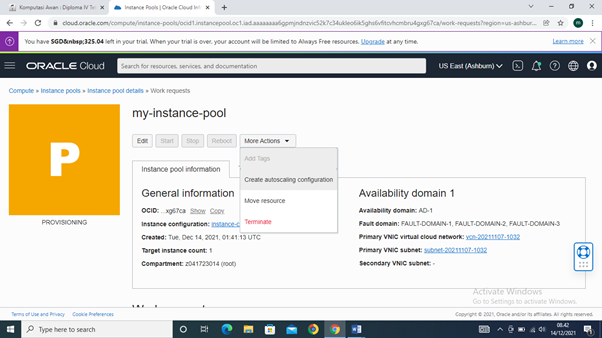 Komputasi Awan | Diploma IV Tek
Instance Pools | Oracle Cloud Inf
cloud.oracle.com/compute/instance-pools/ocid1.instancepool.oc1.iad.aaaaaaaa6gpmjndnzvic52k7c34ukleo6ik5ghs6vfitcvhcmbru4gxg67ca/work-requests?region=us-ashbur...
You have SGD&nbsp;325.04 left in your trial. When your trial is over, your account will be limited to Always Free resources. Upgrade at any time.
Learn more
ORACLE Cloud
Search for resources, services, and documentation
US East (Ashburn)
Compute » Instance pools » Instance pool details » Work requests
P
PROVISIONING
my-instance-pool
Edit
Start
Stop
Reboot
More Actions
Add Tags
Create autoscaling configuration
Move resource
Terminate
Instance pool information
General information
OCID: ...xg67ca Show Copy
Instance configuration: instance-c
Created: Tue, Dec 14, 2021, 01:41:13 UTC
Target instance count: 1
Compartment: z041723014 (root)
Availability domain 1
Availability domain: AD-1
Fault domain: FAULT-DOMAIN-1, FAULT-DOMAIN-2, FAULT-DOMAIN-3
Primary VNIC virtual cloud network: vcn-20211107-1032
Primary VNIC subnet: subnet-20211107-1032
Secondary VNIC subnet: -
Activate Windows
Go to Settings to activate Windows.
Terms of Use and Privacy
Cookie Preferences
Copyright © 2021, Oracle and/or its affiliates. All rights reserved.
Type here to search
08.42
14/12/2021